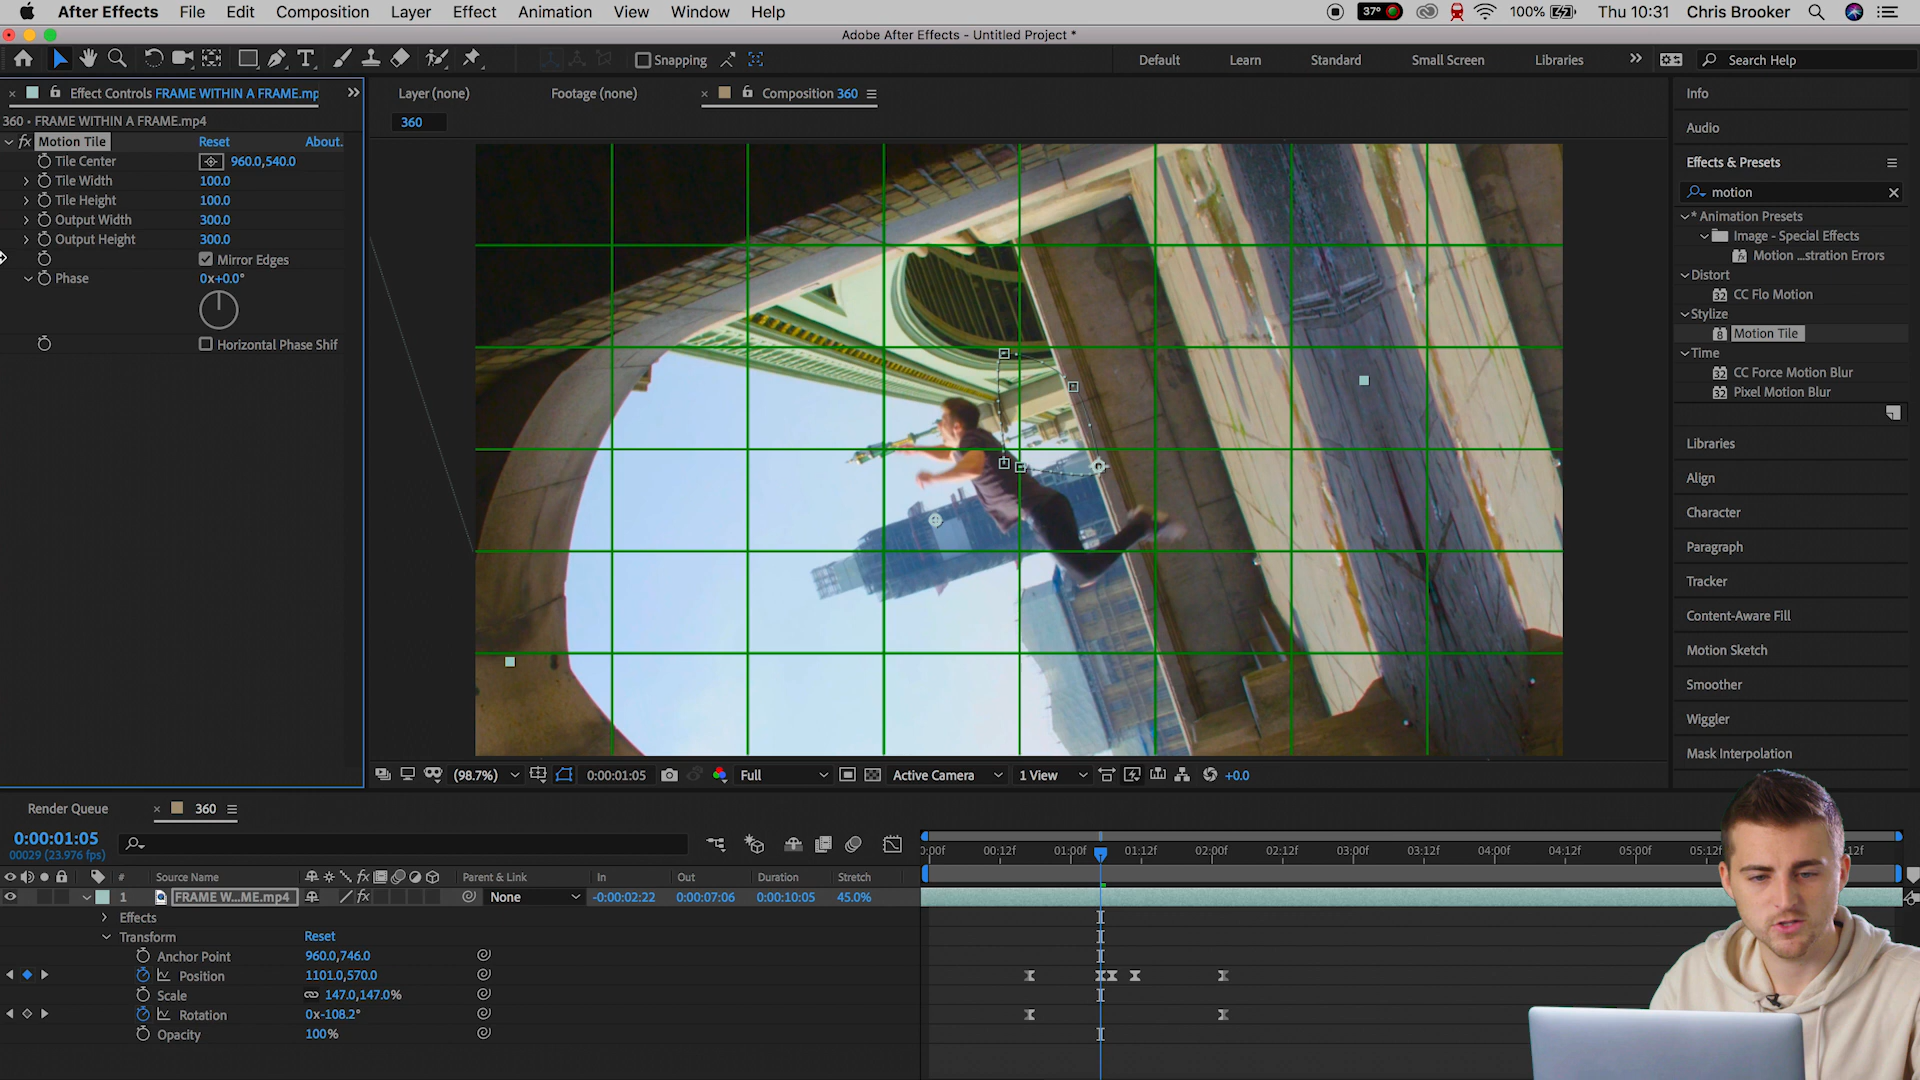 After Effects File Edit Composition Layer Effect Animation View Window Help 37° 100% Thu 10:31 Chris Brooker
Adobe After Effects - Untitled Project *
Snapping Default Learn Standard Small Screen Libraries Search Help
Effect Controls FRAME WITHIN A FRAME.mp
Layer (none) Footage (none) Composition 360
360
360 • FRAME WITHIN A FRAME.mp4
fx Motion Tile Reset About.
Tile Center 960.0,540.0
Tile Width 100.0
Tile Height 100.0
Output Width 300.0
Output Height 300.0
Mirror Edges
Phase 0x+0.0°
Horizontal Phase Shif
Info
Audio
Effects & Presets
motion
* Animation Presets
Image - Special Effects
Motion ...stration Errors
Distort
32 CC Flo Motion
Stylize
8 Motion Tile
Time
32 CC Force Motion Blur
32 Pixel Motion Blur
Libraries
Align
Character
Paragraph
Tracker
Content-Aware Fill
Motion Sketch
Smoother
Wiggler
Mask Interpolation
(98.7%) 0:00:01:05 Full Active Camera 1 View +0.0
Render Queue 360
0:00:01:05
00029 (23.976 fps)
:00f 00:12f 01:00f 01:12f 02:00f 02:12f 03:00f 03:12f 04:00f 04:12f 05:00f 05:12f
# Source Name fx Parent & Link In Out Duration Stretch
1 FRAME W...ME.mp4 fx None -0:00:02:22 0:00:07:06 0:00:10:05 45.0%
Effects
Transform Reset
Anchor Point 960.0,746.0
Position 1101.0,570.0
Scale 147.0,147.0%
Rotation 0x-108.2°
Opacity 100%